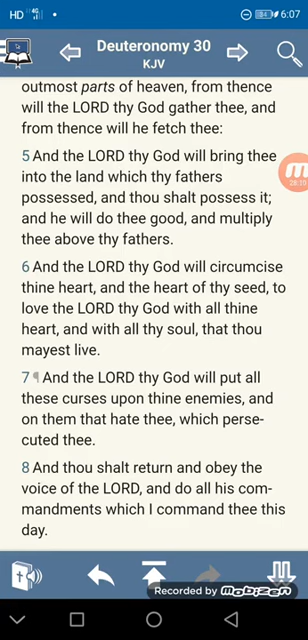 HD 4G 6:07
Deuteronomy 30
KJV
outmost parts of heaven, from thence
will the LORD thy God gather thee, and
from thence will he fetch thee:
5 And the LORD thy God will bring thee
into the land which thy fathers
possessed, and thou shalt possess it;
and he will do thee good, and multiply
thee above thy fathers.
6 And the LORD thy God will circumcise
thine heart, and the heart of thy seed, to
love the LORD thy God with all thine
heart, and with all thy soul, that thou
mayest live.
7 ¶ And the LORD thy God will put all
these curses upon thine enemies, and
on them that hate thee, which perse-
cuted thee.
8 And thou shalt return and obey the
voice of the LORD, and do all his com-
mandments which I command thee this
day.
Recorded by mobizen